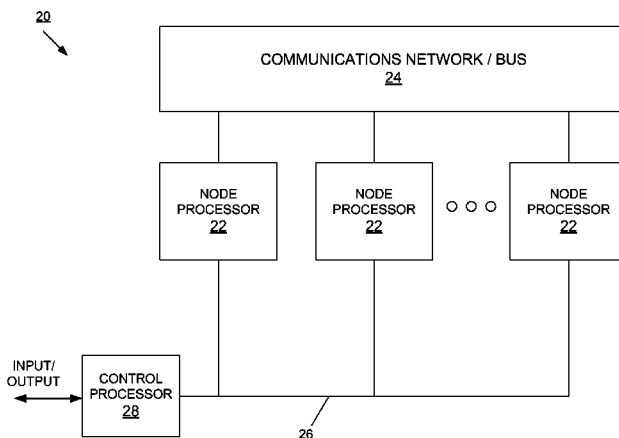 20
COMMUNICATIONS NETWORK / BUS
24
NODE
PROCESSOR
22
NODE
PROCESSOR
22
NODE
PROCESSOR
22
INPUT/
OUTPUT
CONTROL
PROCESSOR
28
26